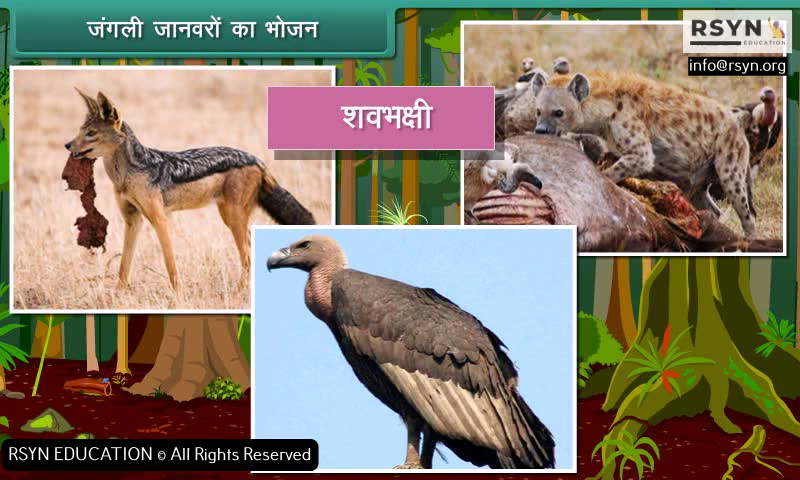 जंगली जानवरों का भोजन
RSYN
EDUCATION
info@rsyn.org
शवभक्षी
RSYN EDUCATION © All Rights Reserved